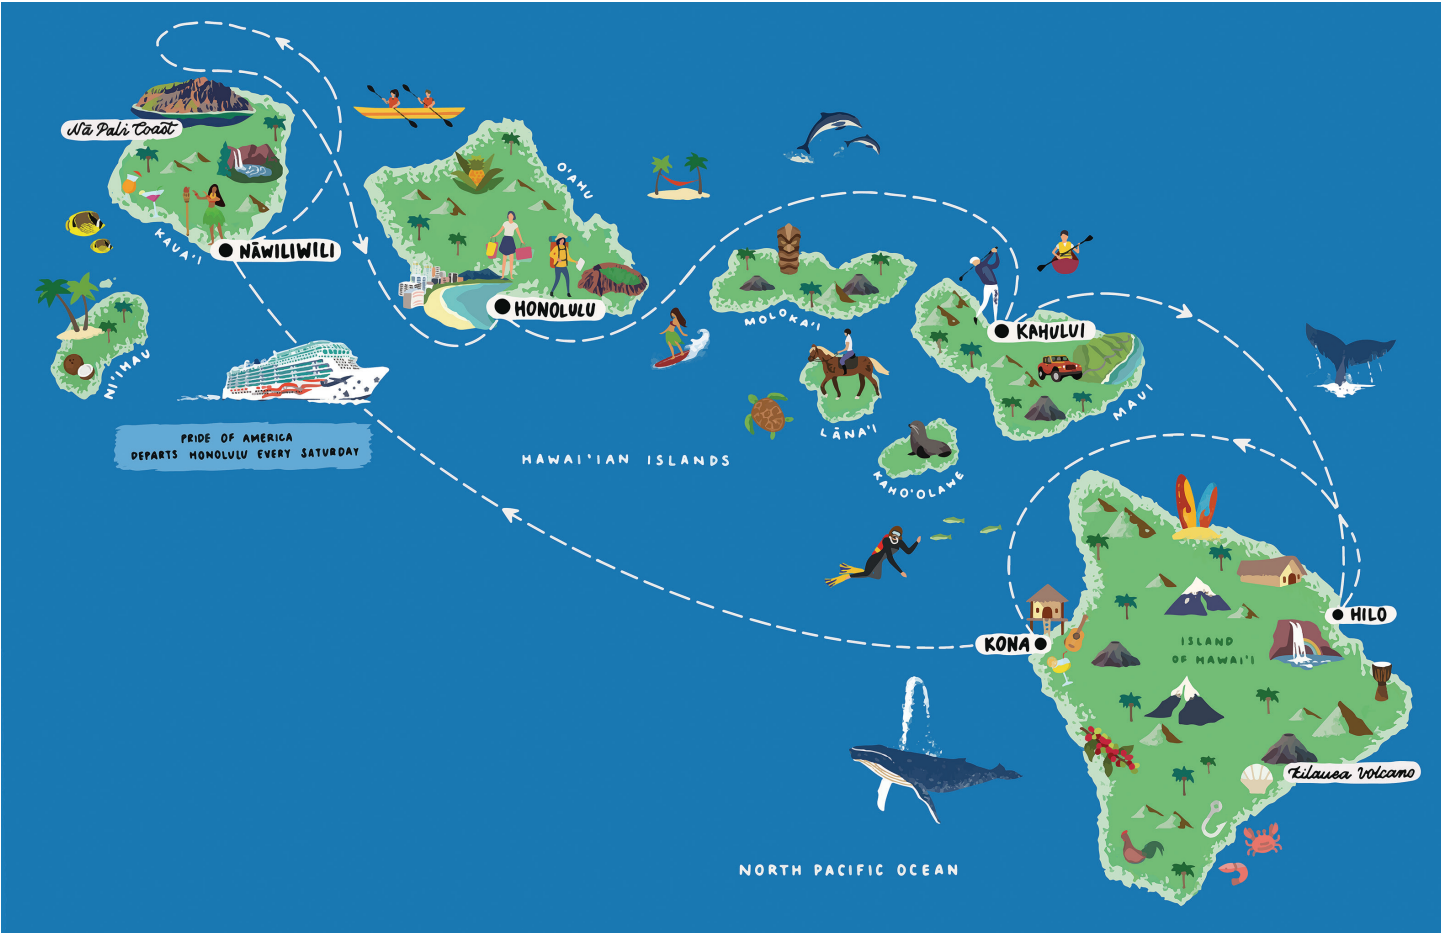 Nā Pali Coast
KAUA'I
NĀWILIWILI
NI'IHAU
O'AHU
HONOLULU
PRIDE OF AMERICA
DEPARTS HONOLULU EVERY SATURDAY
HAWAI'IAN ISLANDS
MOLOKA'I
LĀNA'I
KAHO'OLAWE
KAHULUI
MAUI
KONA
HILO
ISLAND
OF HAWAI'I
Kilauea Volcano
NORTH PACIFIC OCEAN